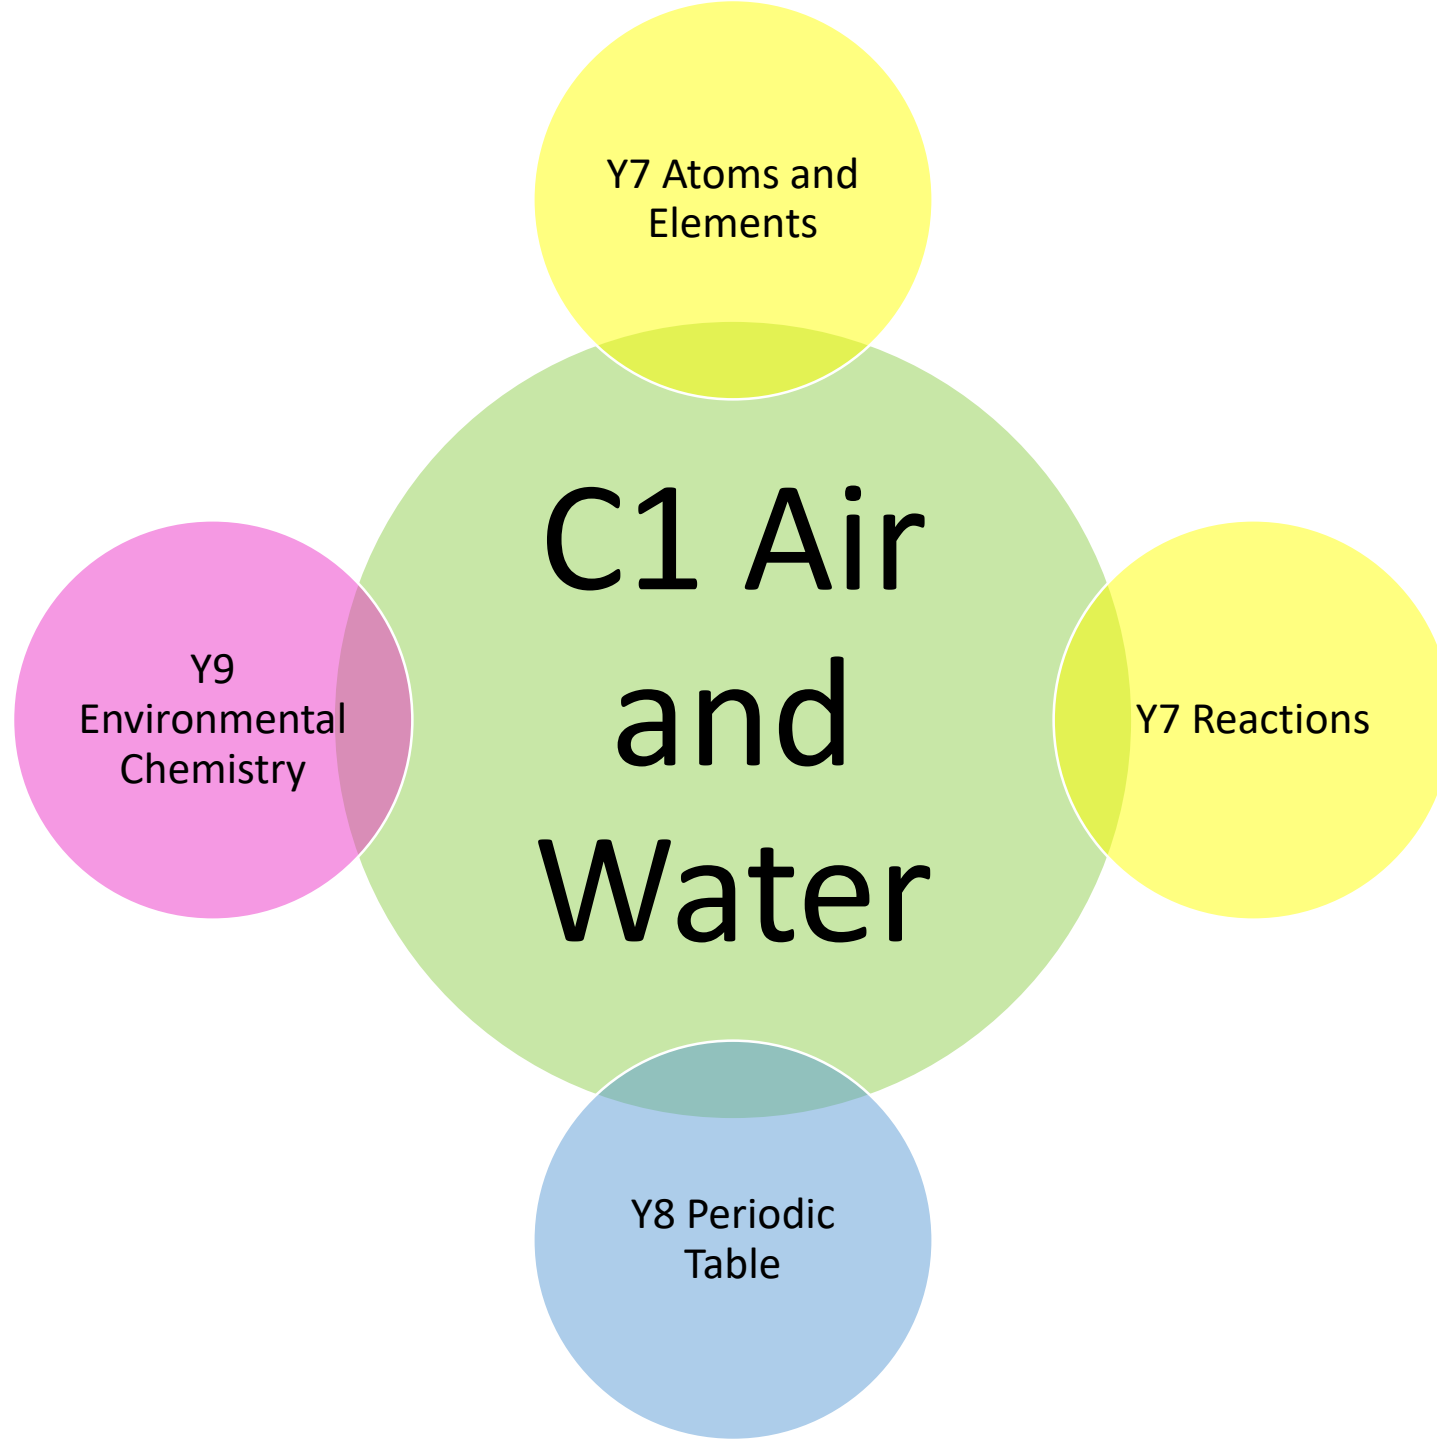 Y7 Atoms and
Elements
C1 Air
and
Water
Y9
Environmental
Chemistry
Y7 Reactions
Y8 Periodic
Table